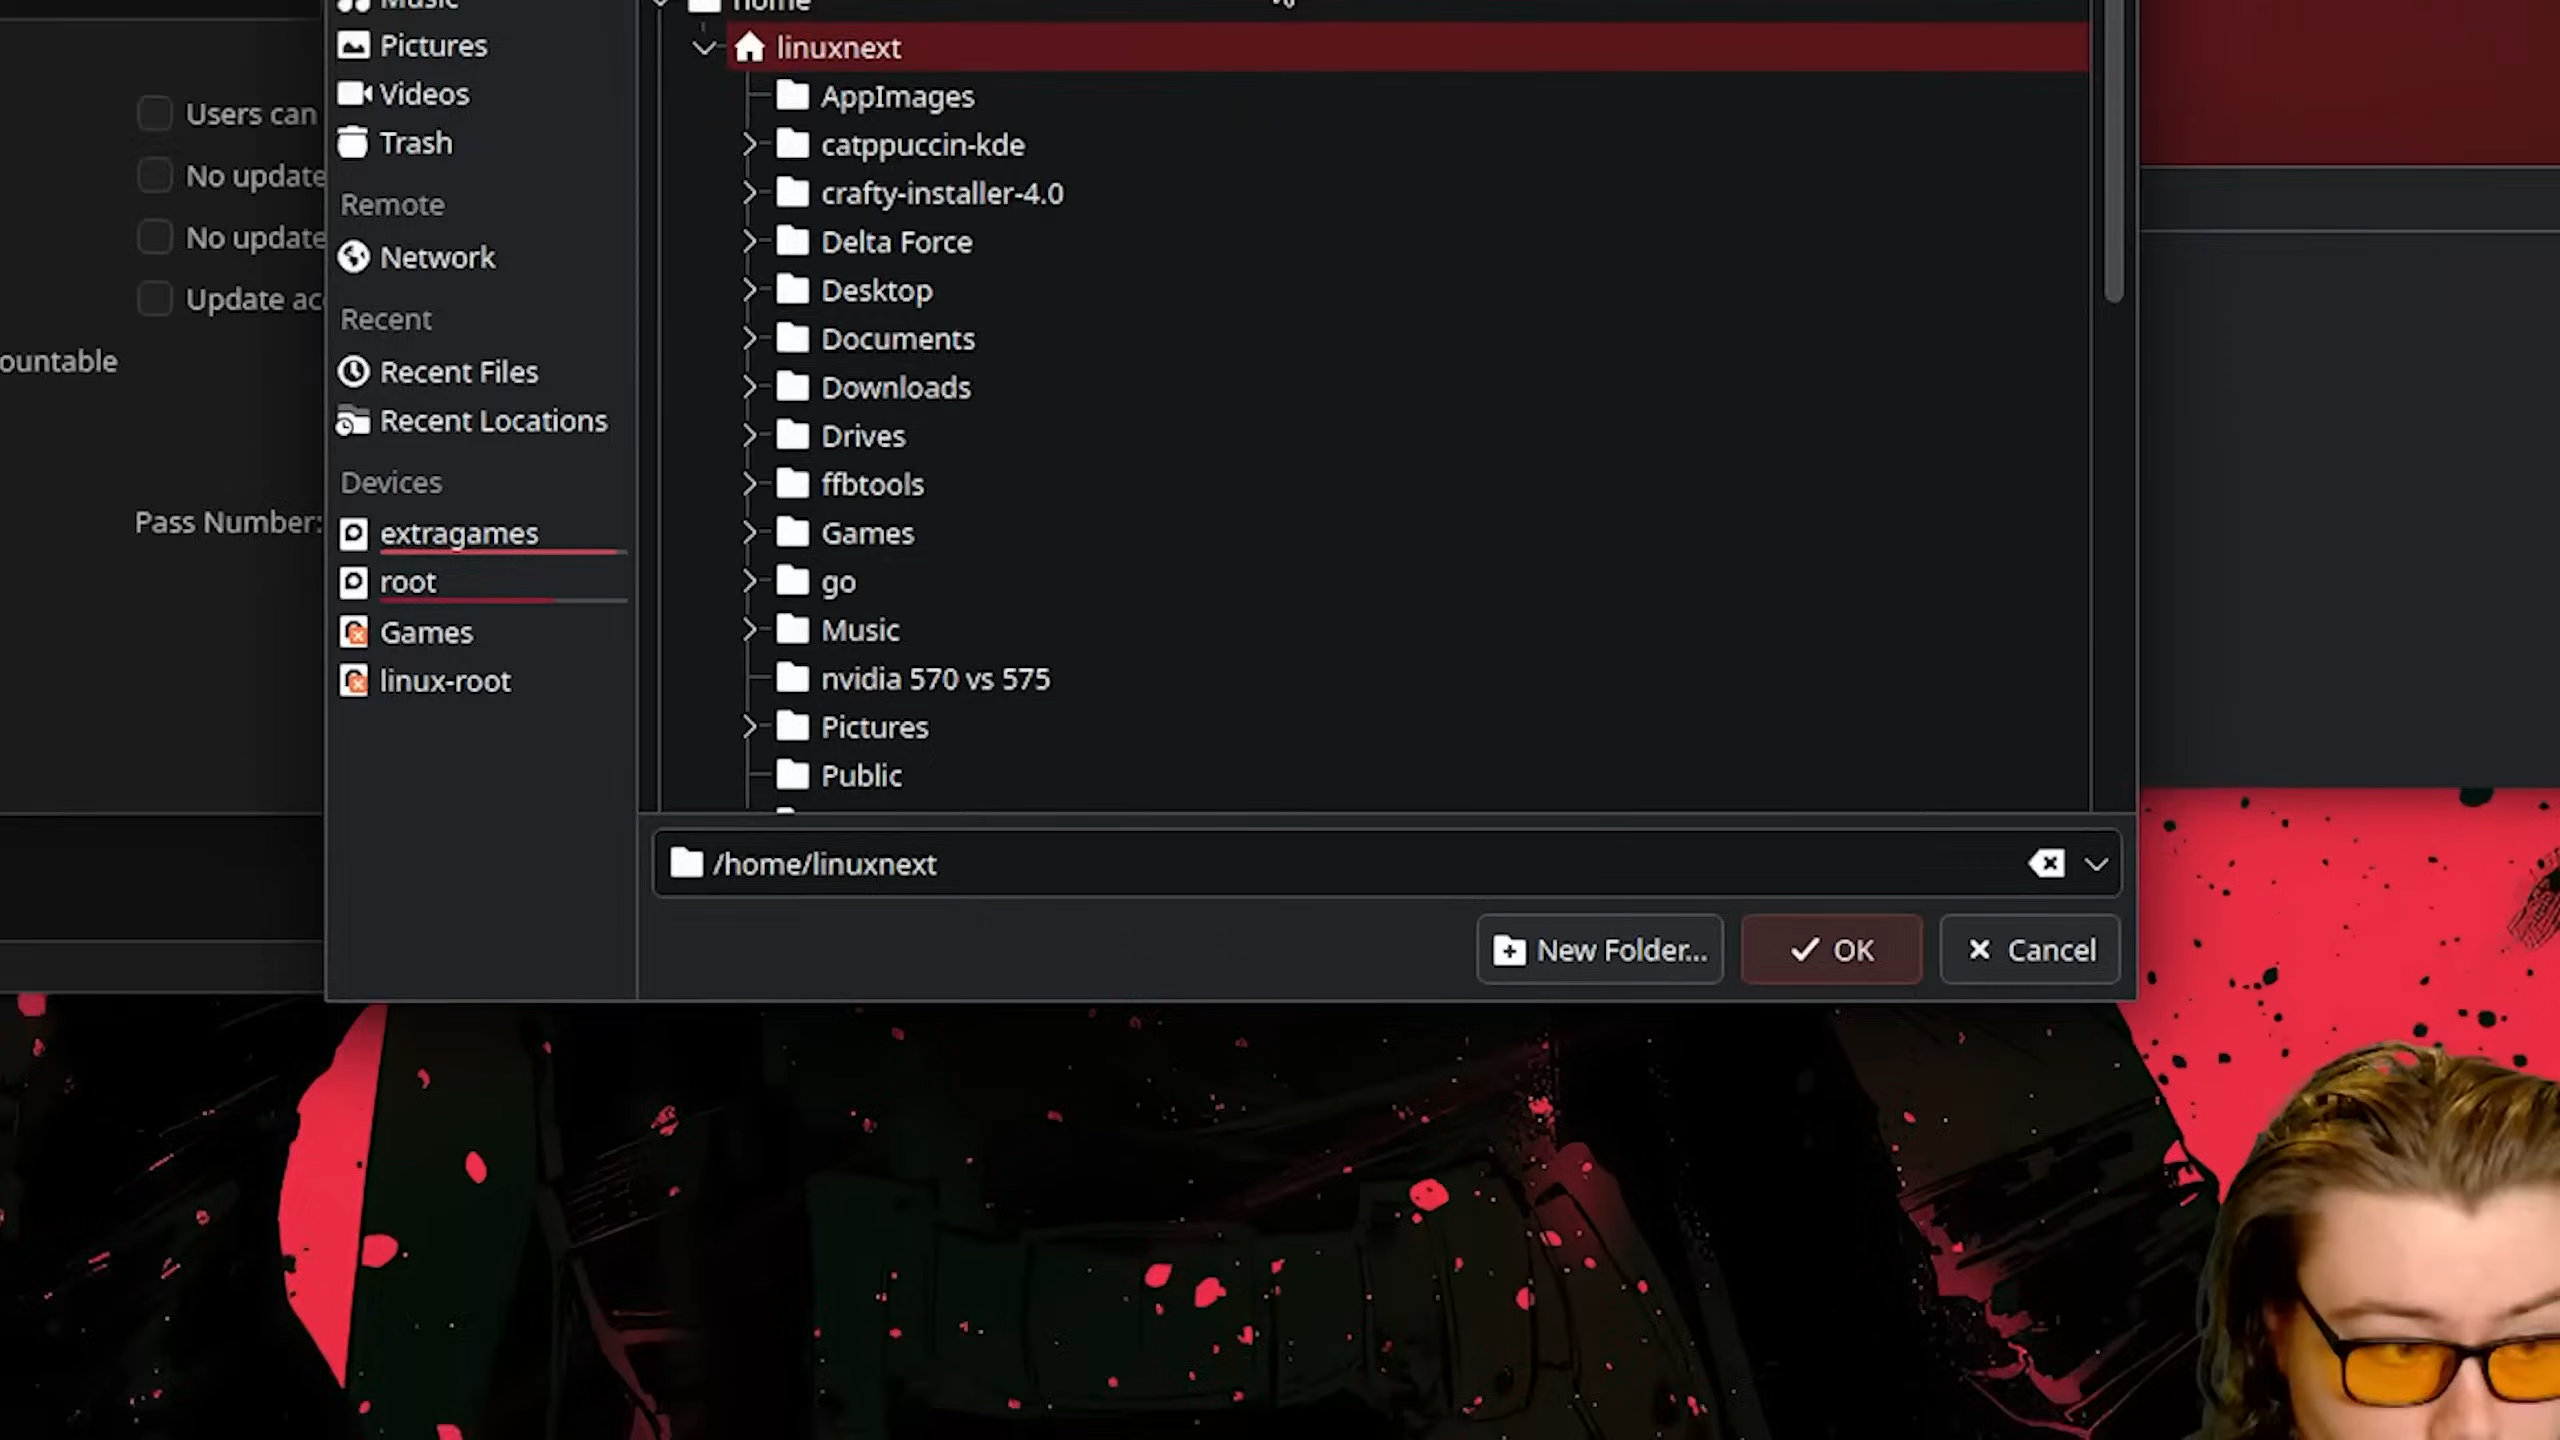 Music
Pictures
Videos
Trash
Remote
Network
Recent
Recent Files
Recent Locations
Devices
extragames
root
Games
linux-root
Users can
No update
No update
Update
ountable
Pass Number:
home
linuxnext
AppImages
catppuccin-kde
crafty-installer-4.0
Delta Force
Desktop
Documents
Downloads
Drives
ffbtools
Games
go
Music
nvidia 570 vs 575
Pictures
Public
/home/linuxnext
New Folder...
OK
Cancel